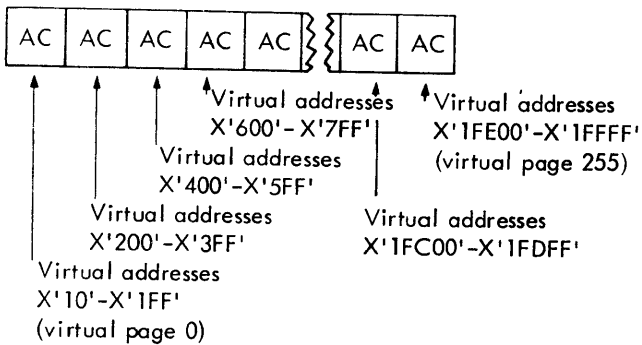 AC AC AC AC AC AC AC
Virtual addresses
X'600'-X'7FF'
Virtual addresses
X'1FE00'-X'1FFFF'
(virtual page 255)
Virtual addresses
X'400'-X'5FF'
Virtual addresses
X'200'-X'3FF'
Virtual addresses
X'1FC00'-X'1FDFF'
Virtual addresses
X'10'-X'1FF'
(virtual page 0)